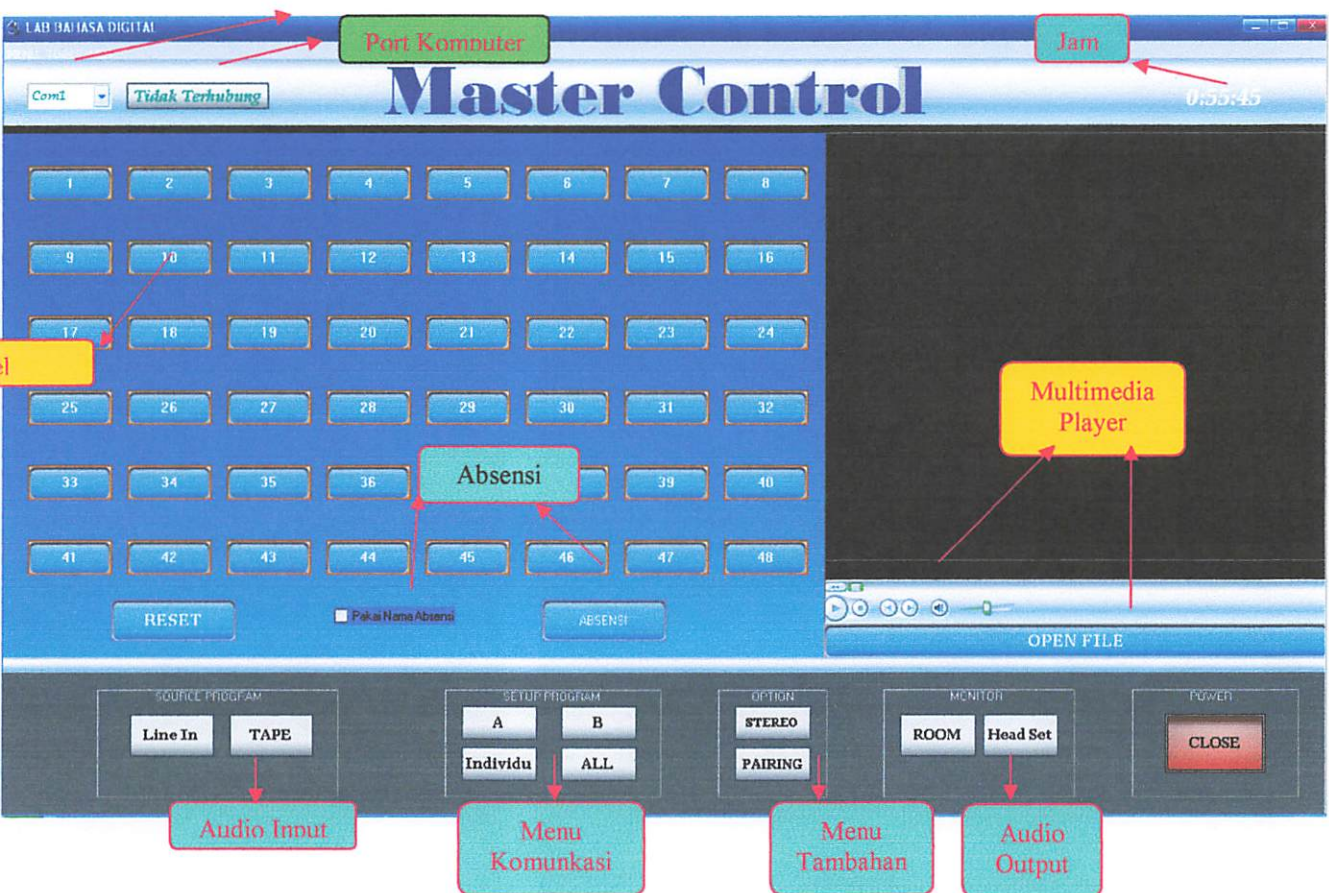 LAB BAHASA DIGITAL
Port Komputer
Jam
Com1
Tidak Terhubung
Master Control
0:55:45
1 2 3 4 5 6 7 8
9 10 11 12 13 14 15 16
17 18 19 20 21 22 23 24
el
25 26 27 28 29 30 31 32
Multimedia
Player
33 34 35 36 39 40
Absensi
41 42 43 44 45 46 47 48
RESET
Pakai Nama Absensi
ABSENSI
OPEN FILE
SOURCE PROGRAM
Line In TAPE
SETUP PROGRAM
A B
Individu ALL
OPTION
STEREO
PAIRING
MONITOR
ROOM Head Set
POWER
CLOSE
Audio Input
Menu
Komunkasi
Menu
Tambahan
Audio
Output